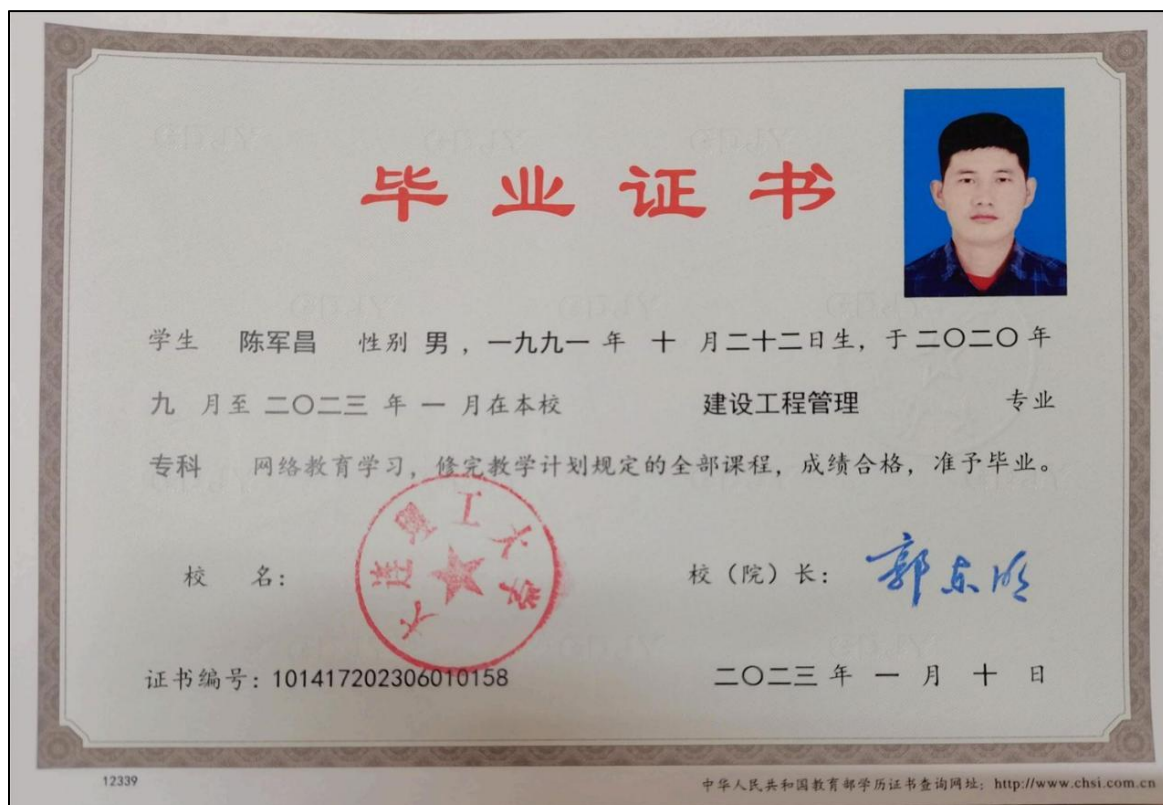 毕业证书
学生 陈军昌 性别 男，一九九一 年 十 月二十二日生，于二〇二〇年
九 月至 二〇二三 年 一 月在本校 建设工程管理 专业
专科 网络教育学习，修完教学计划规定的全部课程，成绩合格，准予毕业。
大连理工大学
校 名： 校（院）长： 郭东明
证书编号：101417202306010158 二〇二三 年 一 月 十 日
12339 中华人民共和国教育部学历证书查询网址：http://www.chsi.com.cn